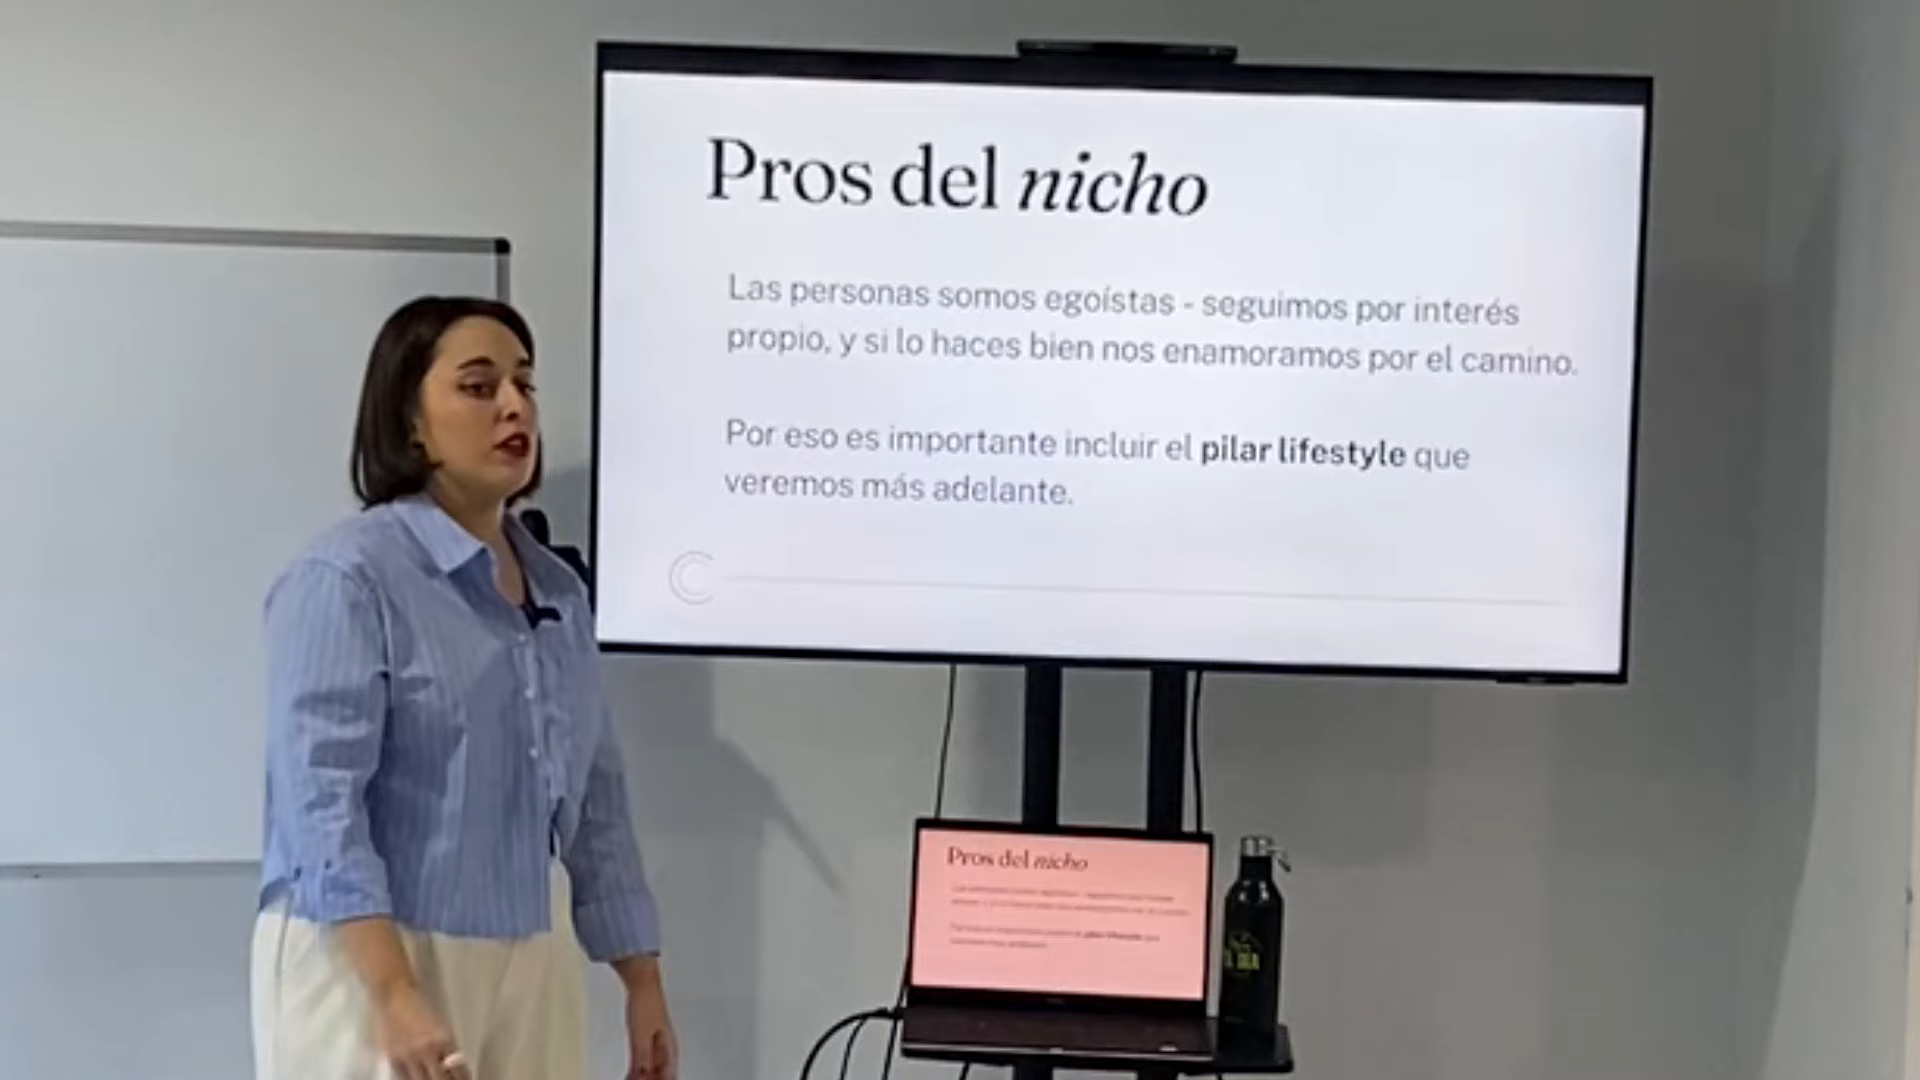 Pros del nicho
Las personas somos egoístas - seguimos por interés
propio, y si lo haces bien nos enamoramos por el camino.
Por eso es importante incluir el pilar lifestyle que
veremos más adelante.
Pros del nicho